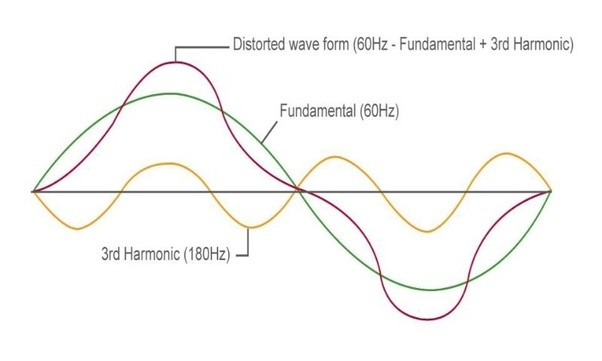 Distorted wave form (60Hz - Fundamental + 3rd Harmonic)
Fundamental (60Hz)
3rd Harmonic (180Hz)